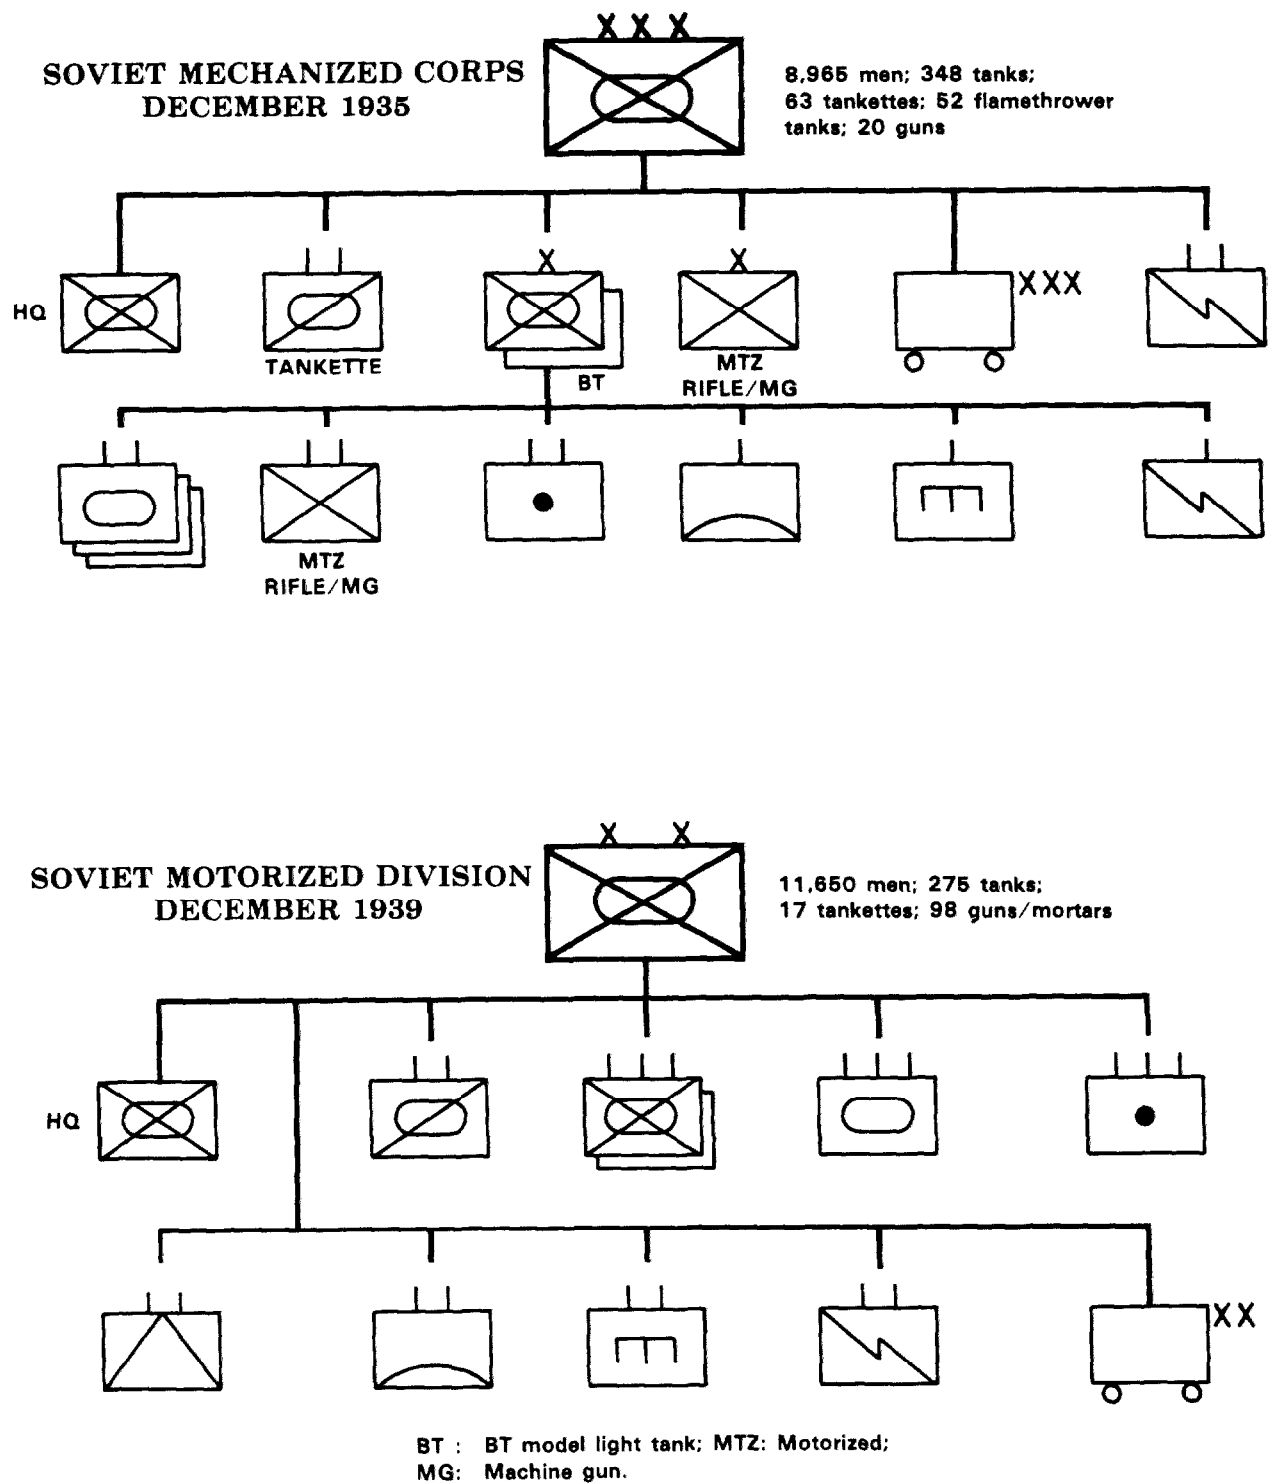 X X X
SOVIET MECHANIZED CORPS
DECEMBER 1935
8,965 men; 348 tanks;
63 tankettes; 52 flamethrower
tanks; 20 guns
X
X
XXX
HQ
TANKETTE
BT
MTZ
RIFLE/MG
MTZ
RIFLE/MG
X X
SOVIET MOTORIZED DIVISION
DECEMBER 1939
11,650 men; 275 tanks;
17 tankettes; 98 guns/mortars
HQ
XX
BT : BT model light tank; MTZ: Motorized;
MG: Machine gun.